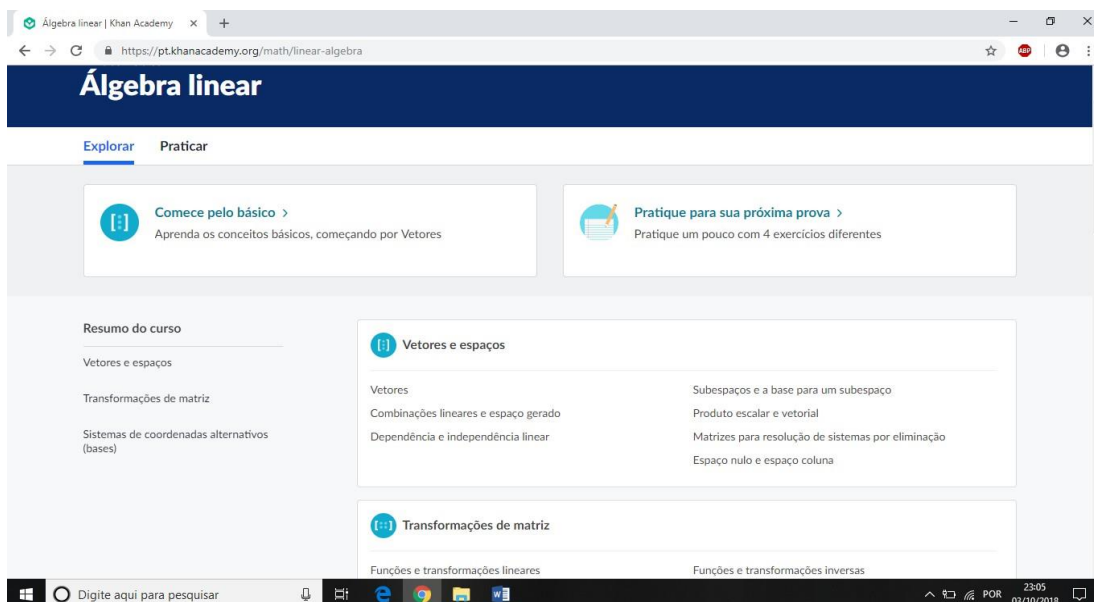 Álgebra linear | Khan Academy
https://pt.khanacademy.org/math/linear-algebra
ABP
Álgebra linear
Explorar Praticar
Comece pelo básico >
Aprenda os conceitos básicos, começando por Vetores
Pratique para sua próxima prova >
Pratique um pouco com 4 exercícios diferentes
Resumo do curso
Vetores e espaços
Transformações de matriz
Sistemas de coordenadas alternativos
(bases)
Vetores e espaços
Vetores
Combinações lineares e espaço gerado
Dependência e independência linear
Subespaços e a base para um subespaço
Produto escalar e vetorial
Matrizes para resolução de sistemas por eliminação
Espaço nulo e espaço coluna
Transformações de matriz
Funções e transformações lineares
Funções e transformações inversas
Digite aqui para pesquisar
POR
23:05
03/10/2018